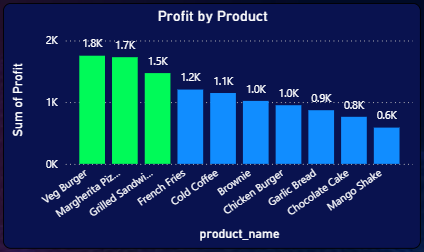 Profit by Product
Sum of Profit
2K
1K
0K
1.8K
1.7K
1.5K
1.2K
1.1K
1.0K
1.0K
0.9K
0.8K
0.6K
Veg Burger
Margherita Piz...
Grilled Sandwi...
French Fries
Cold Coffee
Brownie
Chicken Burger
Garlic Bread
Chocolate Cake
Mango Shake
product_name